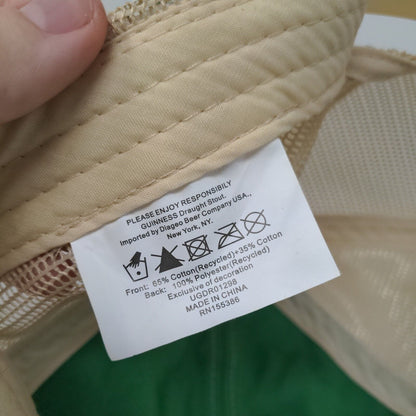 PLEASE ENJOY RESPONSIBILY
GUINNESS Draught Stout.
Imported by Diageo Beer Company USA.,
New York, NY.
Front: 65% Cotton(Recycled)+35% Cotton
Back: 100% Polyester(Recycled)
Exclusive of decoration
UGDR01298
MADE IN CHINA
RN155386